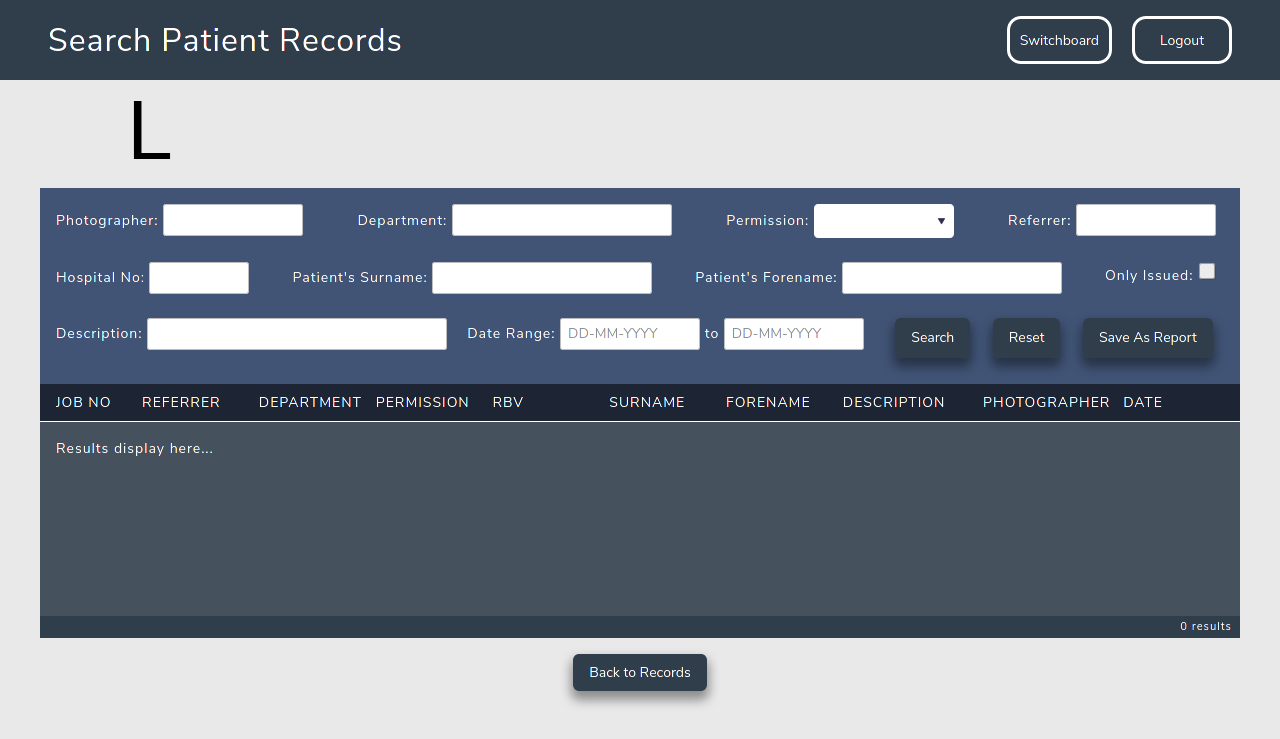 Search Patient Records Switchboard Logout
L
Photographer: Department: Permission: Referrer:
Hospital No: Patient's Surname: Patient's Forename: Only Issued:
Description: Date Range: DD-MM-YYYY to DD-MM-YYYY Search Reset Save As Report
JOB NO REFERRER DEPARTMENT PERMISSION RBV SURNAME FORENAME DESCRIPTION PHOTOGRAPHER DATE
Results display here...
0 results
Back to Records